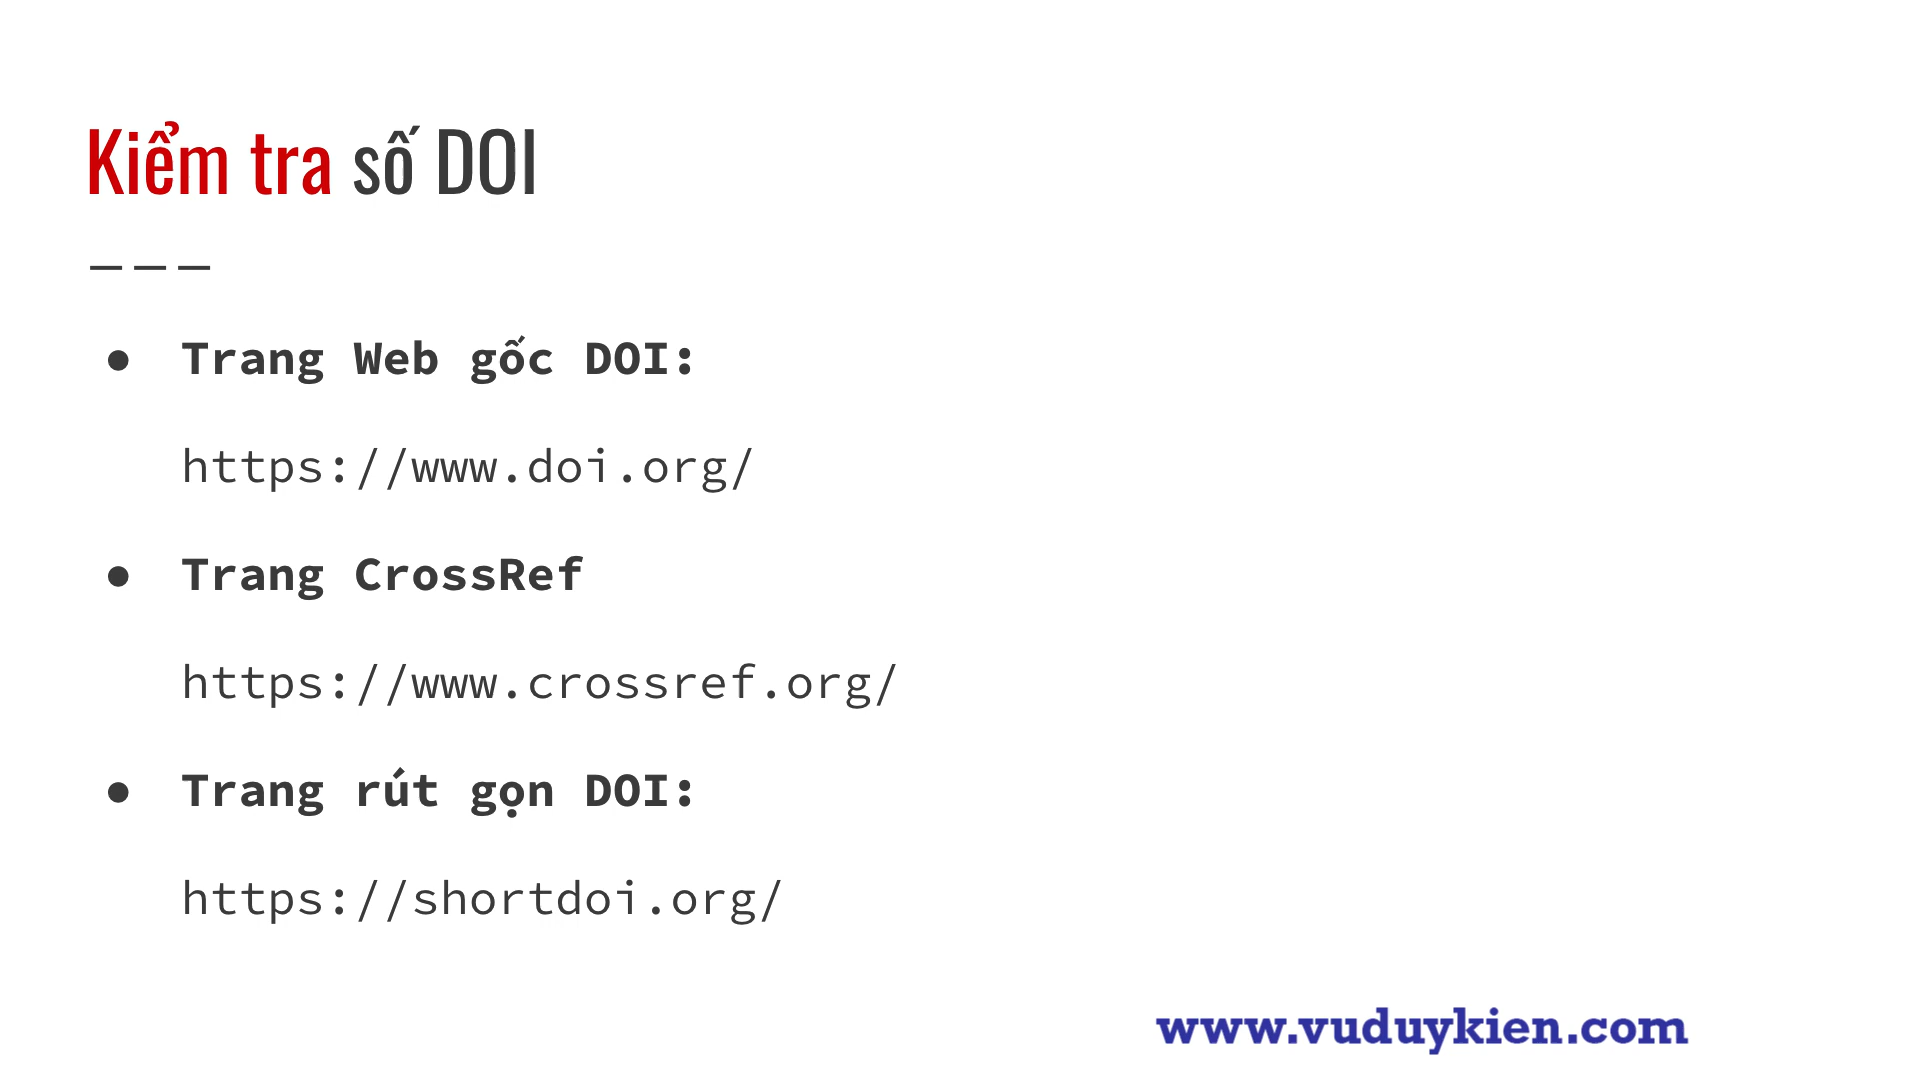 Kiểm tra số DOI
● Trang Web gốc DOI:
https://www.doi.org/
● Trang CrossRef
https://www.crossref.org/
● Trang rút gọn DOI:
https://shortdoi.org/
www.vuduykien.com